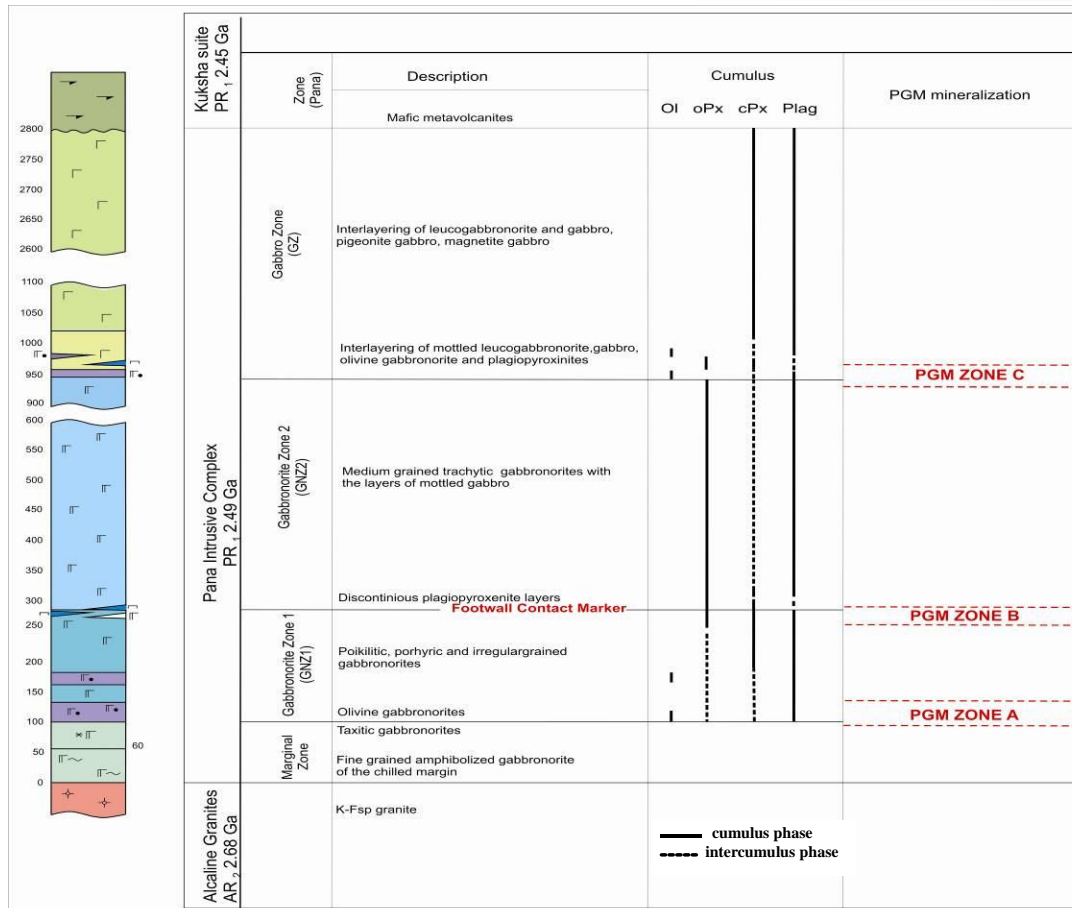 Kuksha suite
PR 1 2.45 Ga
Zone
(Pana)
Description
Mafic metavolcanites
Cumulus
Ol oPx cPx Plag
PGM mineralization
2800
2750
2700
2650
2600
1100
1050
1000
950
900
600
550
500
450
400
350
300
250
200
150
100
50
0
60
Pana Intrusive Complex
PR 1 2.49 Ga
Gabbro Zone
(GZ)
Interlayering of leucogabbronorite and gabbro,
pigeonite gabbro, magnetite gabbro
Interlayering of mottled leucogabbronorite,gabbro,
olivine gabbronorite and plagiopyroxinites
PGM ZONE C
Gabbronorite Zone 2
(GNZ2)
Medium grained trachytic gabbronorites with
the layers of mottled gabbro
Discontinious plagiopyroxenite layers
Footwall Contact Marker
PGM ZONE B
Gabbronorite Zone 1
(GNZ1)
Poikilitic, porhyric and irregulargrained
gabbronorites
Olivine gabbronorites
PGM ZONE A
Marginal
Zone
Taxitic gabbronorites
Fine grained amphibolized gabbronorite
of the chilled margin
Alcaline Granites
AR 2 2.68 Ga
K-Fsp granite
cumulus phase
intercumulus phase